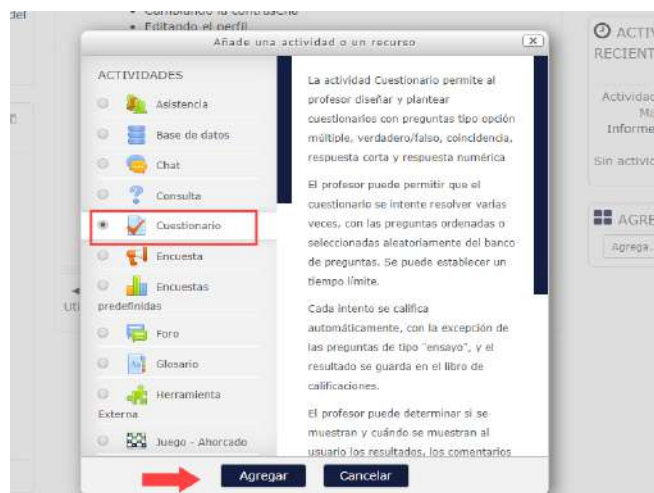 del
Cambiando la contraseña
Editando el perfil
Añade una actividad o un recurso
ACTIVIDADES
Asistencia
Base de datos
Chat
Consulta
Cuestionario
Encuesta
Encuestas
predefinidas
Foro
Glosario
Herramienta
Externa
Juego - Ahorcado
La actividad Cuestionario permite al
profesor diseñar y plantear
cuestionarios con preguntas tipo opción
múltiple, verdadero/falso, coincidencia,
respuesta corta y respuesta numérica
El profesor puede permitir que el
cuestionario se intente resolver varias
veces, con las preguntas ordenadas o
seleccionadas aleatoriamente del banco
de preguntas. Se puede establecer un
tiempo límite.
Cada intento se califica
automáticamente, con la excepción de
las preguntas de tipo "ensayo", y el
resultado se guarda en el libro de
calificaciones.
El profesor puede determinar si se
muestran y cuándo se muestran al
usuario los resultados, los comentarios
Agregar
Cancelar
Uti
ACTIV
RECIENT
Actividad
Ma
Informe
Sin activid
AGRE
Agrega..